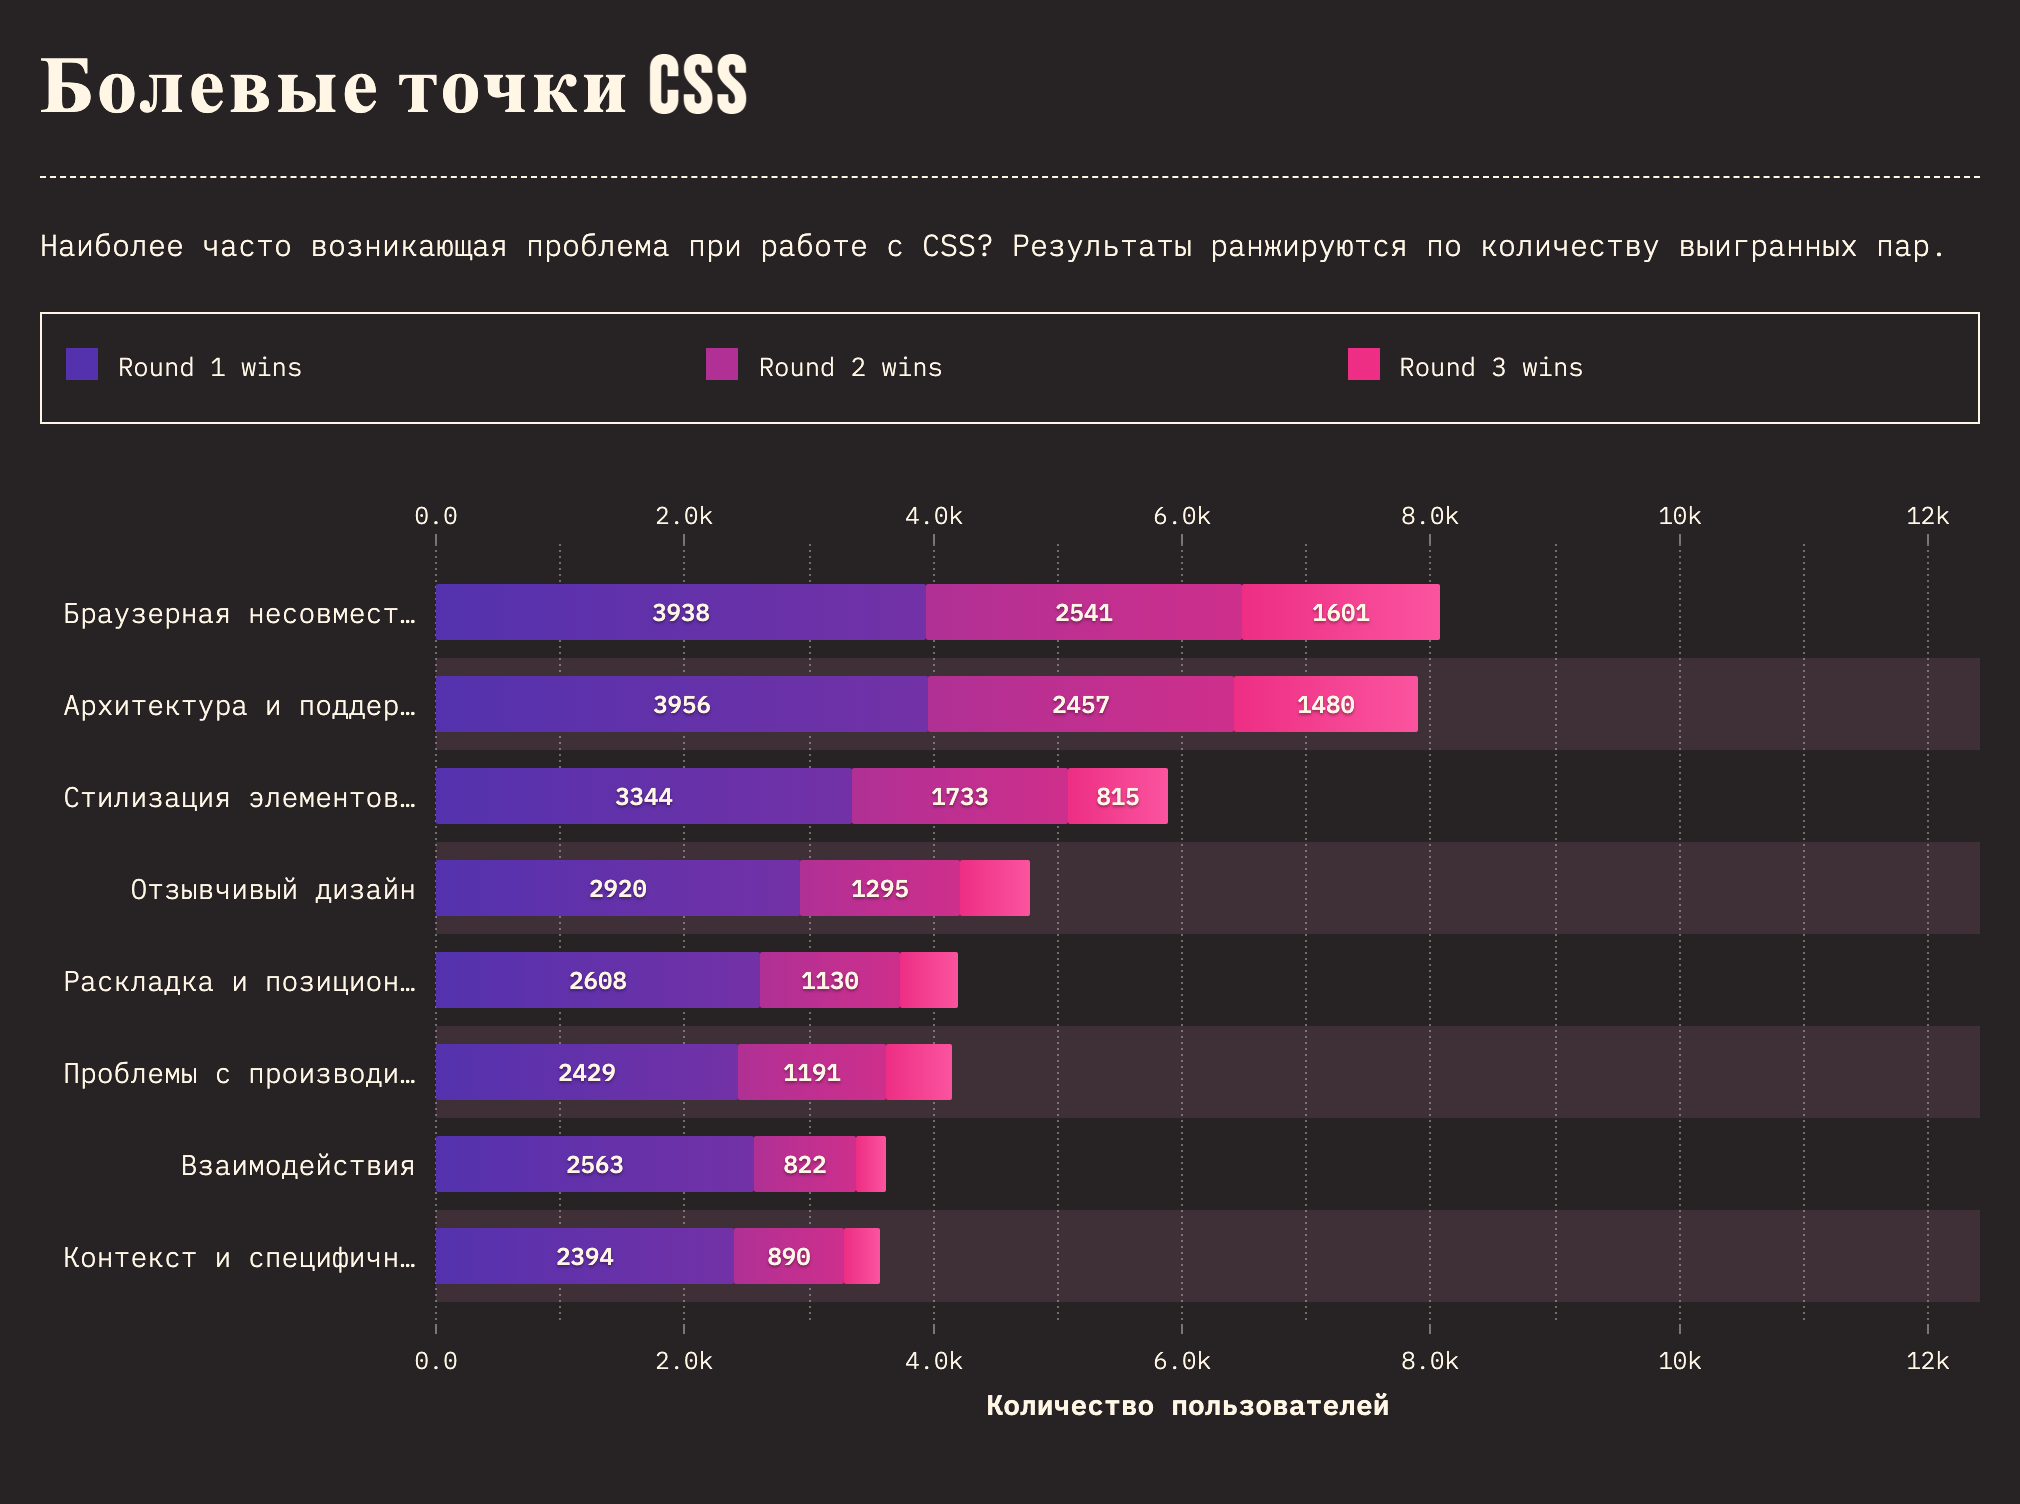 Болевые точки CSS
Наиболее часто возникающая проблема при работе с CSS? Результаты ранжируются по количеству выигранных пар.
Round 1 wins Round 2 wins Round 3 wins
0.0 2.0k 4.0k 6.0k 8.0k 10k 12k
Браузерная несовмест… 3938 2541 1601
Архитектура и поддер… 3956 2457 1480
Стилизация элементов… 3344 1733 815
Отзывчивый дизайн 2920 1295
Раскладка и позицион… 2608 1130
Проблемы с производи… 2429 1191
Взаимодействия 2563 822
Контекст и специфичн… 2394 890
0.0 2.0k 4.0k 6.0k 8.0k 10k 12k
Количество пользователей